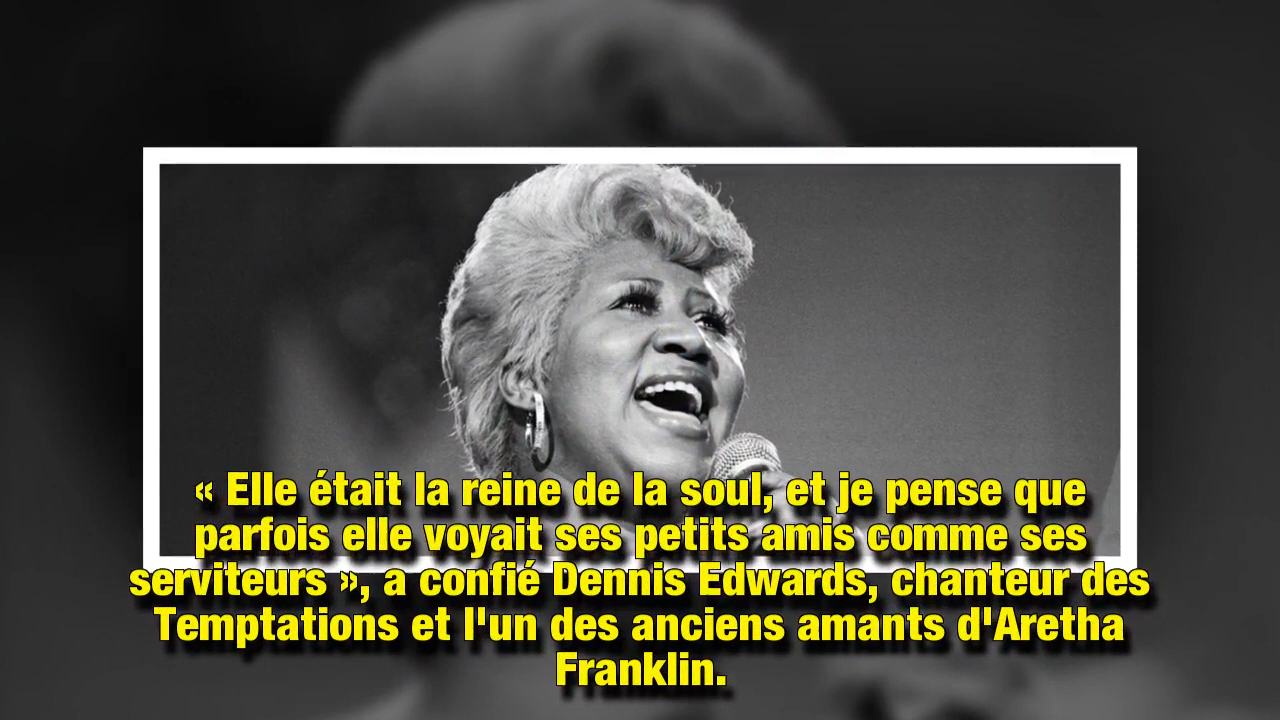 « Elle était la reine de la soul, et je pense que
parfois elle voyait ses petits amis comme ses
serviteurs », a confié Dennis Edwards, chanteur des
Temptations et l'un des anciens amants d'Aretha
Franklin.